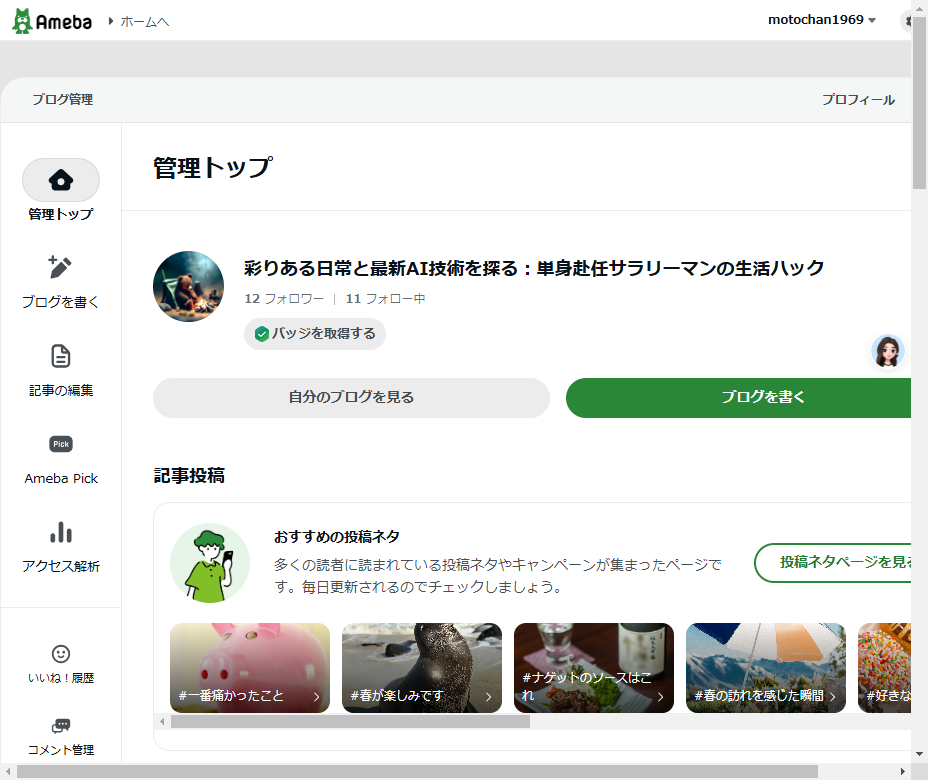 Ameba
ホームへ
motochan1969
ブログ管理
プロフィール
管理トップ
管理トップ
ブログを書く
記事の編集
Pick
Ameba Pick
アクセス解析
いいね！履歴
コメント管理
彩りある日常と最新AI技術を探る：単身赴任サラリーマンの生活ハック
12 フォロワー | 11 フォロー中
バッジを取得する
自分のブログを見る
ブログを書く
記事投稿
おすすめの投稿ネタ
多くの読者に読まれている投稿ネタやキャンペーンが集まったページで
す。毎日更新されるのでチェックしましょう。
投稿ネタページを見
#一番痛かったこと
#春が楽しみです
#ナゲットのソースはこ
れ
#春の訪れを感じた瞬間
#好きな